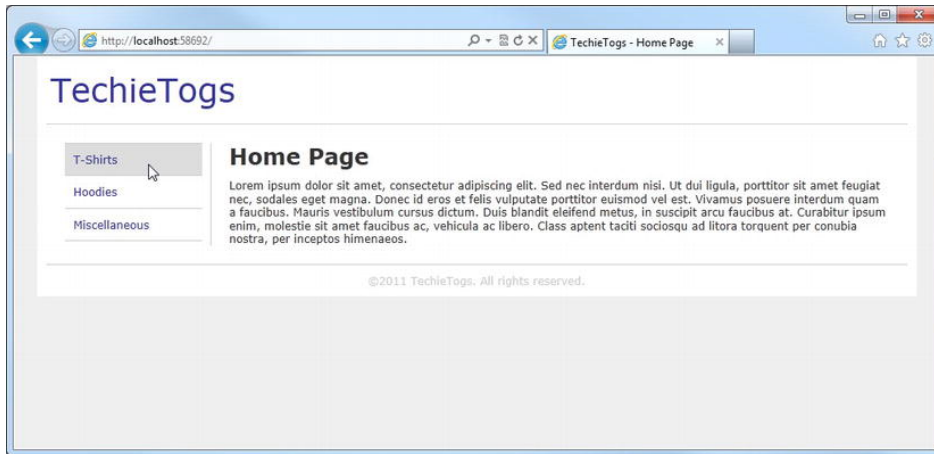 http://localhost:58692/
TechieTogs - Home Page
TechieTogs
T-Shirts
Hoodies
Miscellaneous
Home Page
Lorem ipsum dolor sit amet, consectetur adipiscing elit. Sed nec interdum nisi. Ut dui ligula, porttitor sit amet feugiat
nec, sodales eget magna. Donec id eros et felis vulputate porttitor euismod vel est. Vivamus posuere interdum quam
a faucibus. Mauris vestibulum cursus dictum. Duis blandit eleifend metus, in suscipit arcu faucibus at. Curabitur ipsum
enim, molestie sit amet faucibus ac, vehicula ac libero. Class aptent taciti sociosqu ad litora torquent per conubia
nostra, per inceptos himenaeos.
©2011 TechieTogs. All rights reserved.